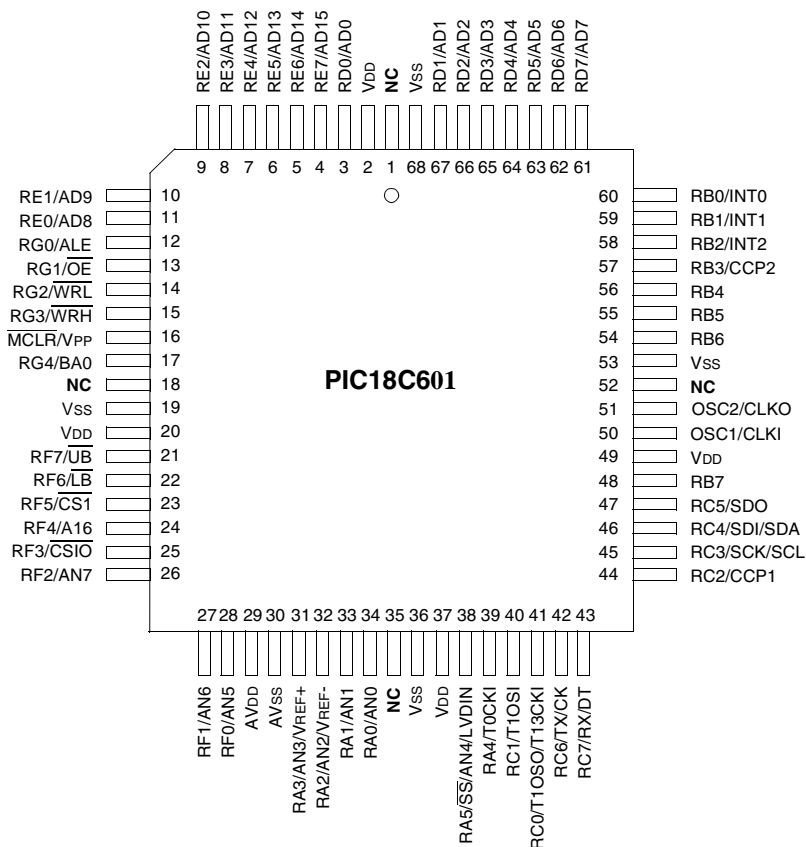 RE2/AD10
RE3/AD11
RE4/AD12
RE5/AD13
RE6/AD14
RE7/AD15
RD0/AD0
VDD
NC
VSS
RD1/AD1
RD2/AD2
RD3/AD3
RD4/AD4
RD5/AD5
RD6/AD6
RD7/AD7
9 8 7 6 5 4 3 2 1 68 67 66 65 64 63 62 61
RE1/AD9 10
RE0/AD8 11
RG0/ALE 12
RG1/O̅E̅ 13
RG2/W̅R̅L̅ 14
RG3/W̅R̅H̅ 15
M̅C̅L̅R̅/VPP 16
RG4/BA0 17
NC 18
VSS 19
VDD 20
RF7/U̅B̅ 21
RF6/L̅B̅ 22
RF5/C̅S̅1̅ 23
RF4/A16 24
RF3/C̅S̅I̅O̅ 25
RF2/AN7 26
PIC18C601
60 RB0/INT0
59 RB1/INT1
58 RB2/INT2
57 RB3/CCP2
56 RB4
55 RB5
54 RB6
53 VSS
52 NC
51 OSC2/CLKO
50 OSC1/CLKI
49 VDD
48 RB7
47 RC5/SDO
46 RC4/SDI/SDA
45 RC3/SCK/SCL
44 RC2/CCP1
27 28 29 30 31 32 33 34 35 36 37 38 39 40 41 42 43
RF1/AN6
RF0/AN5
AVDD
AVSS
RA3/AN3/VREF+
RA2/AN2/VREF-
RA1/AN1
RA0/AN0
NC
VSS
VDD
RA5/S̅S̅/AN4/LVDIN
RA4/T0CKI
RC1/T1OSI
RC0/T1OSO/T13CKI
RC6/TX/CK
RC7/RX/DT